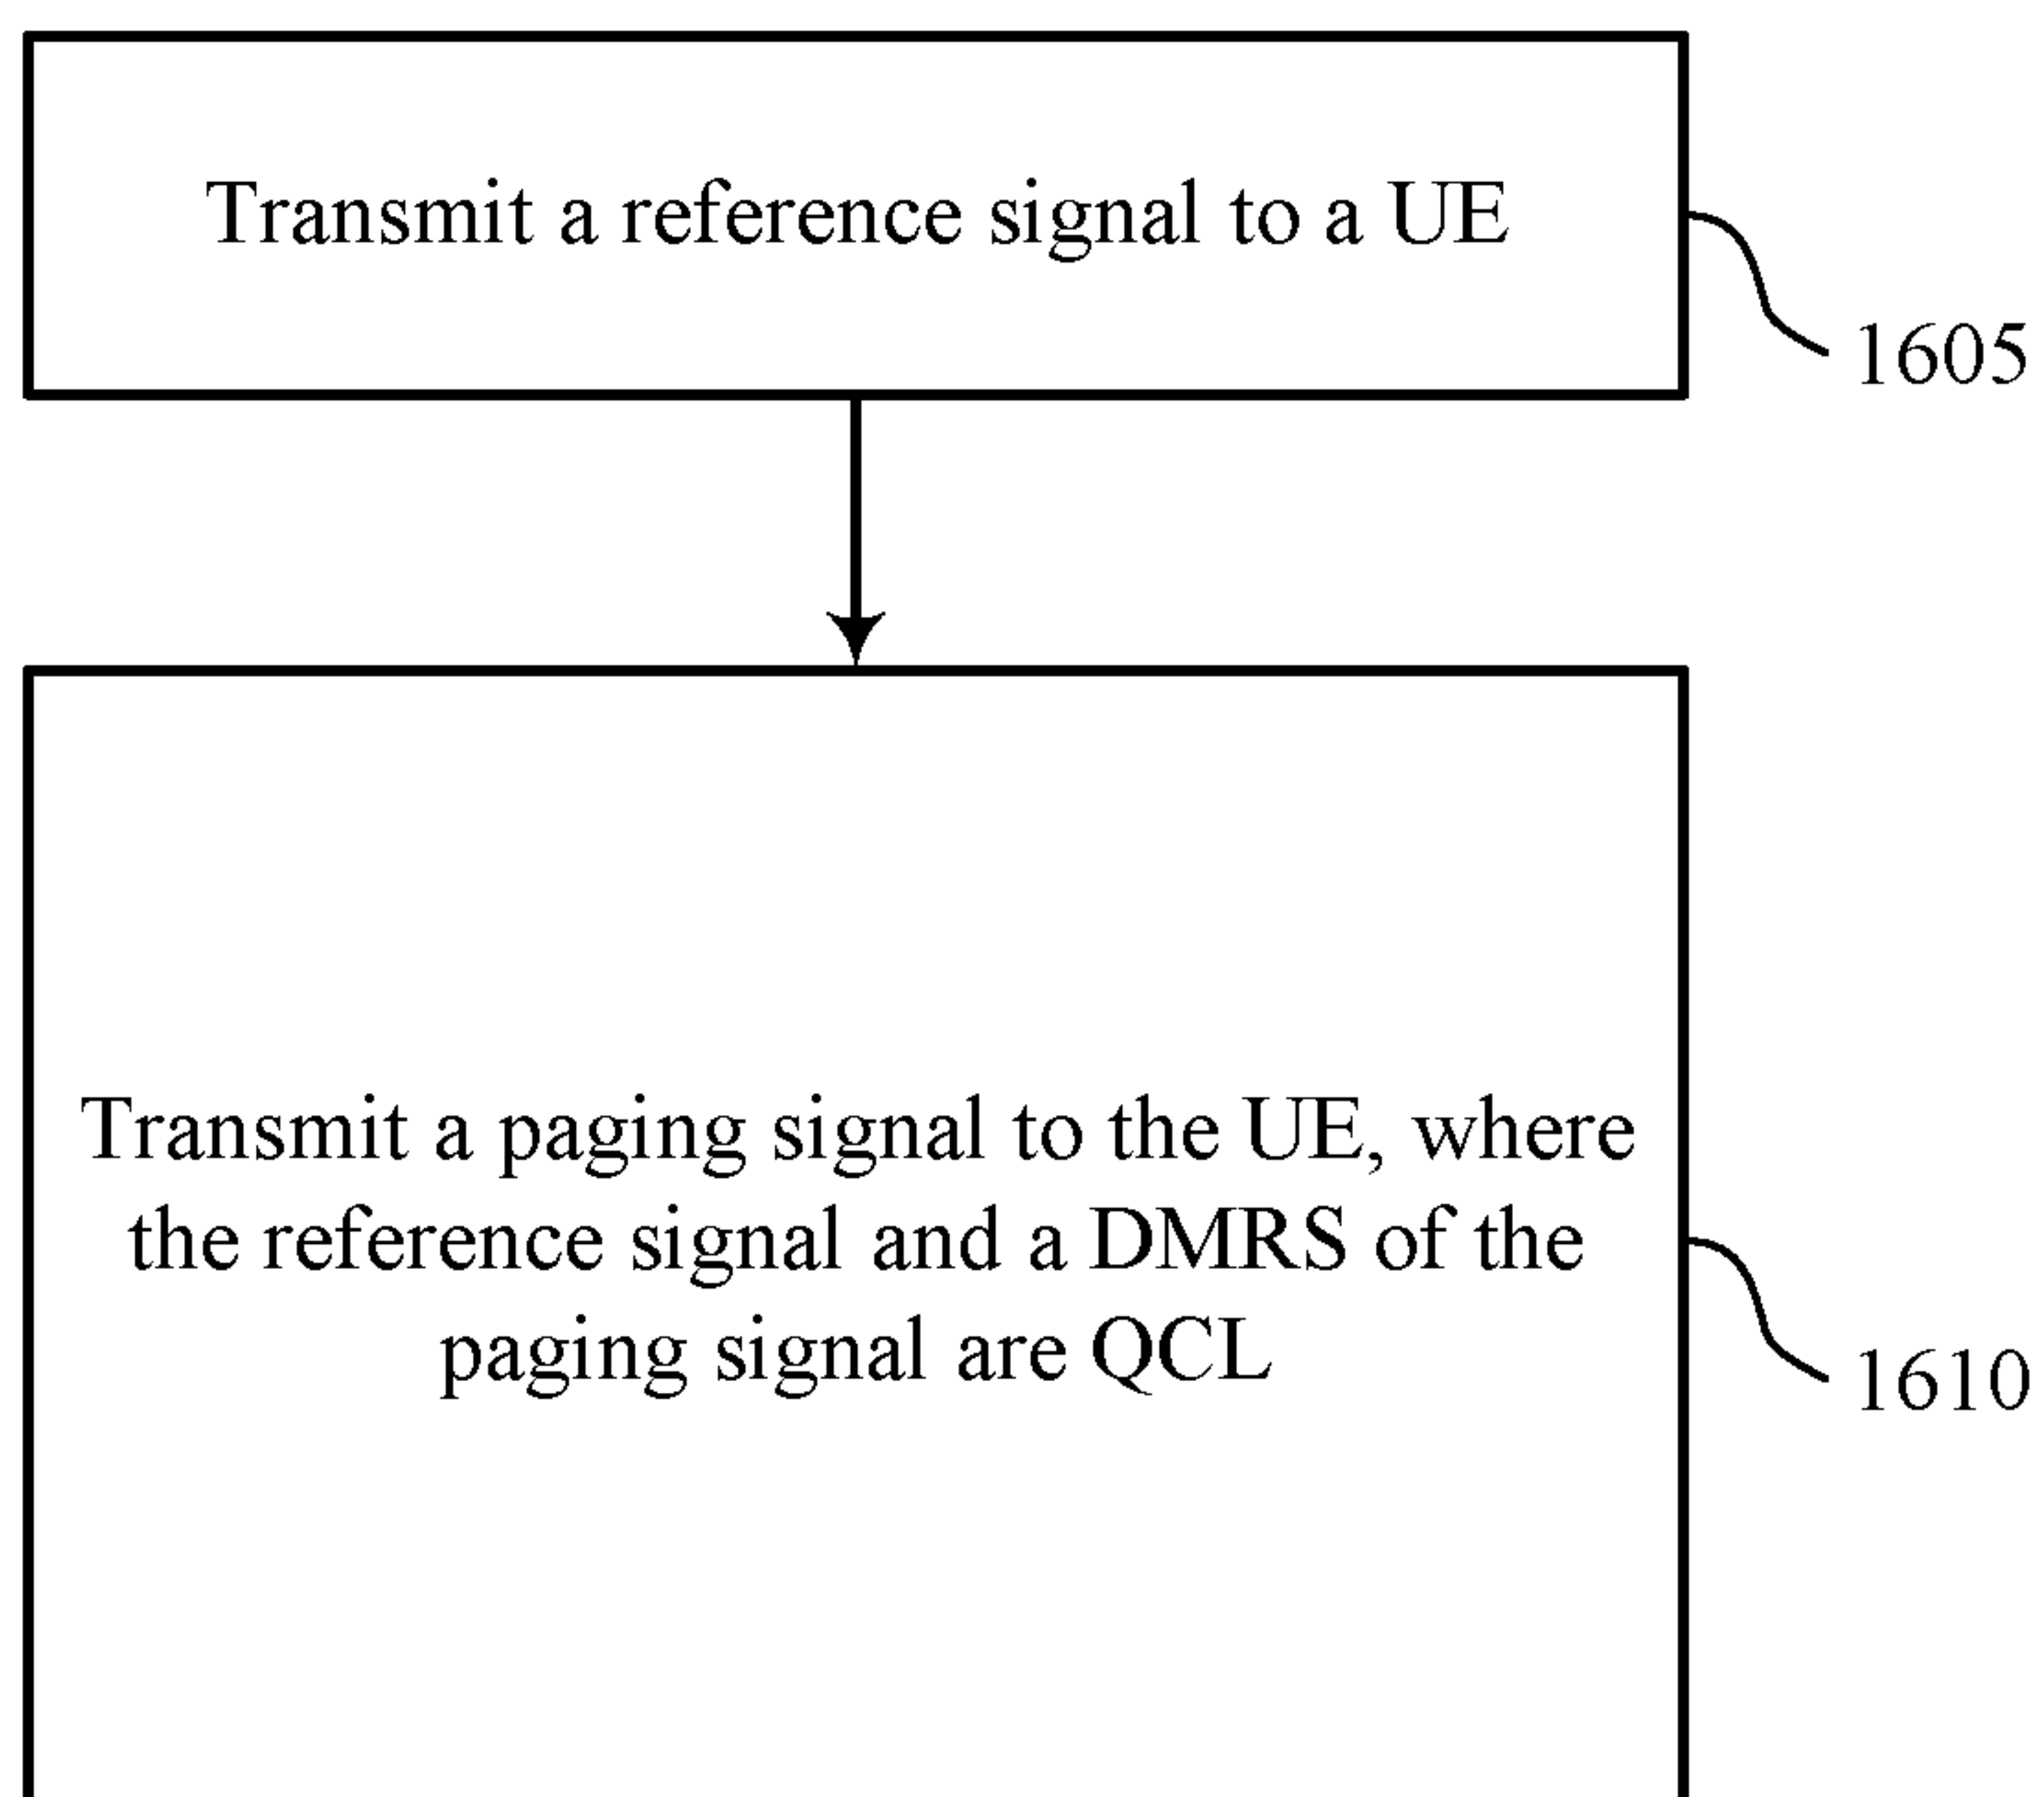 Transmit a reference signal to a UE
1605
Transmit a paging signal to the UE, where
the reference signal and a DMRS of the
paging signal are QCL
1610